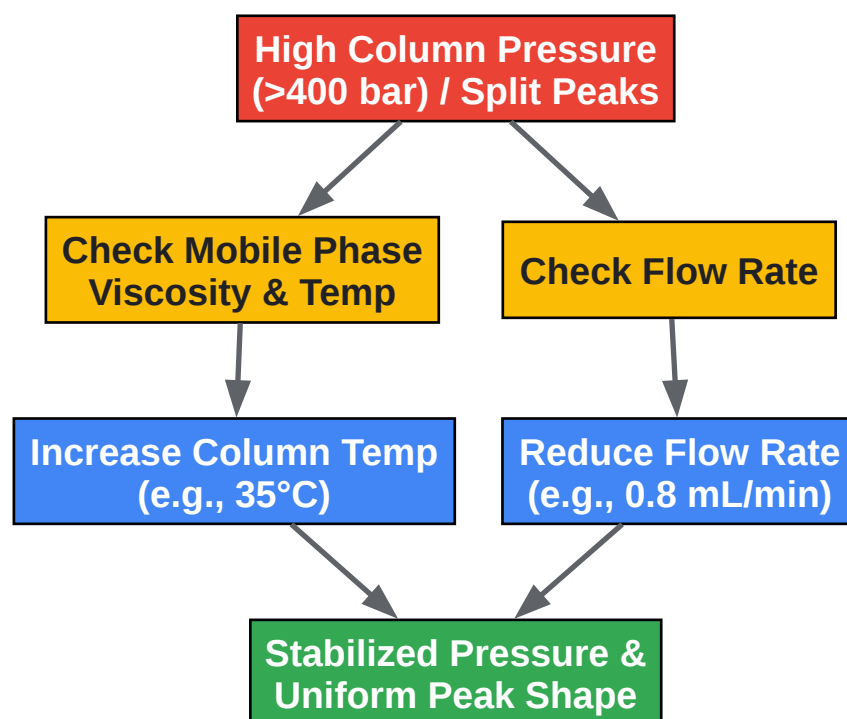 High Column Pressure
(>400 bar) / Split Peaks
Check Mobile Phase
Viscosity & Temp
Check Flow Rate
Increase Column Temp
(e.g., 35°C)
Reduce Flow Rate
(e.g., 0.8 mL/min)
Stabilized Pressure &
Uniform Peak Shape